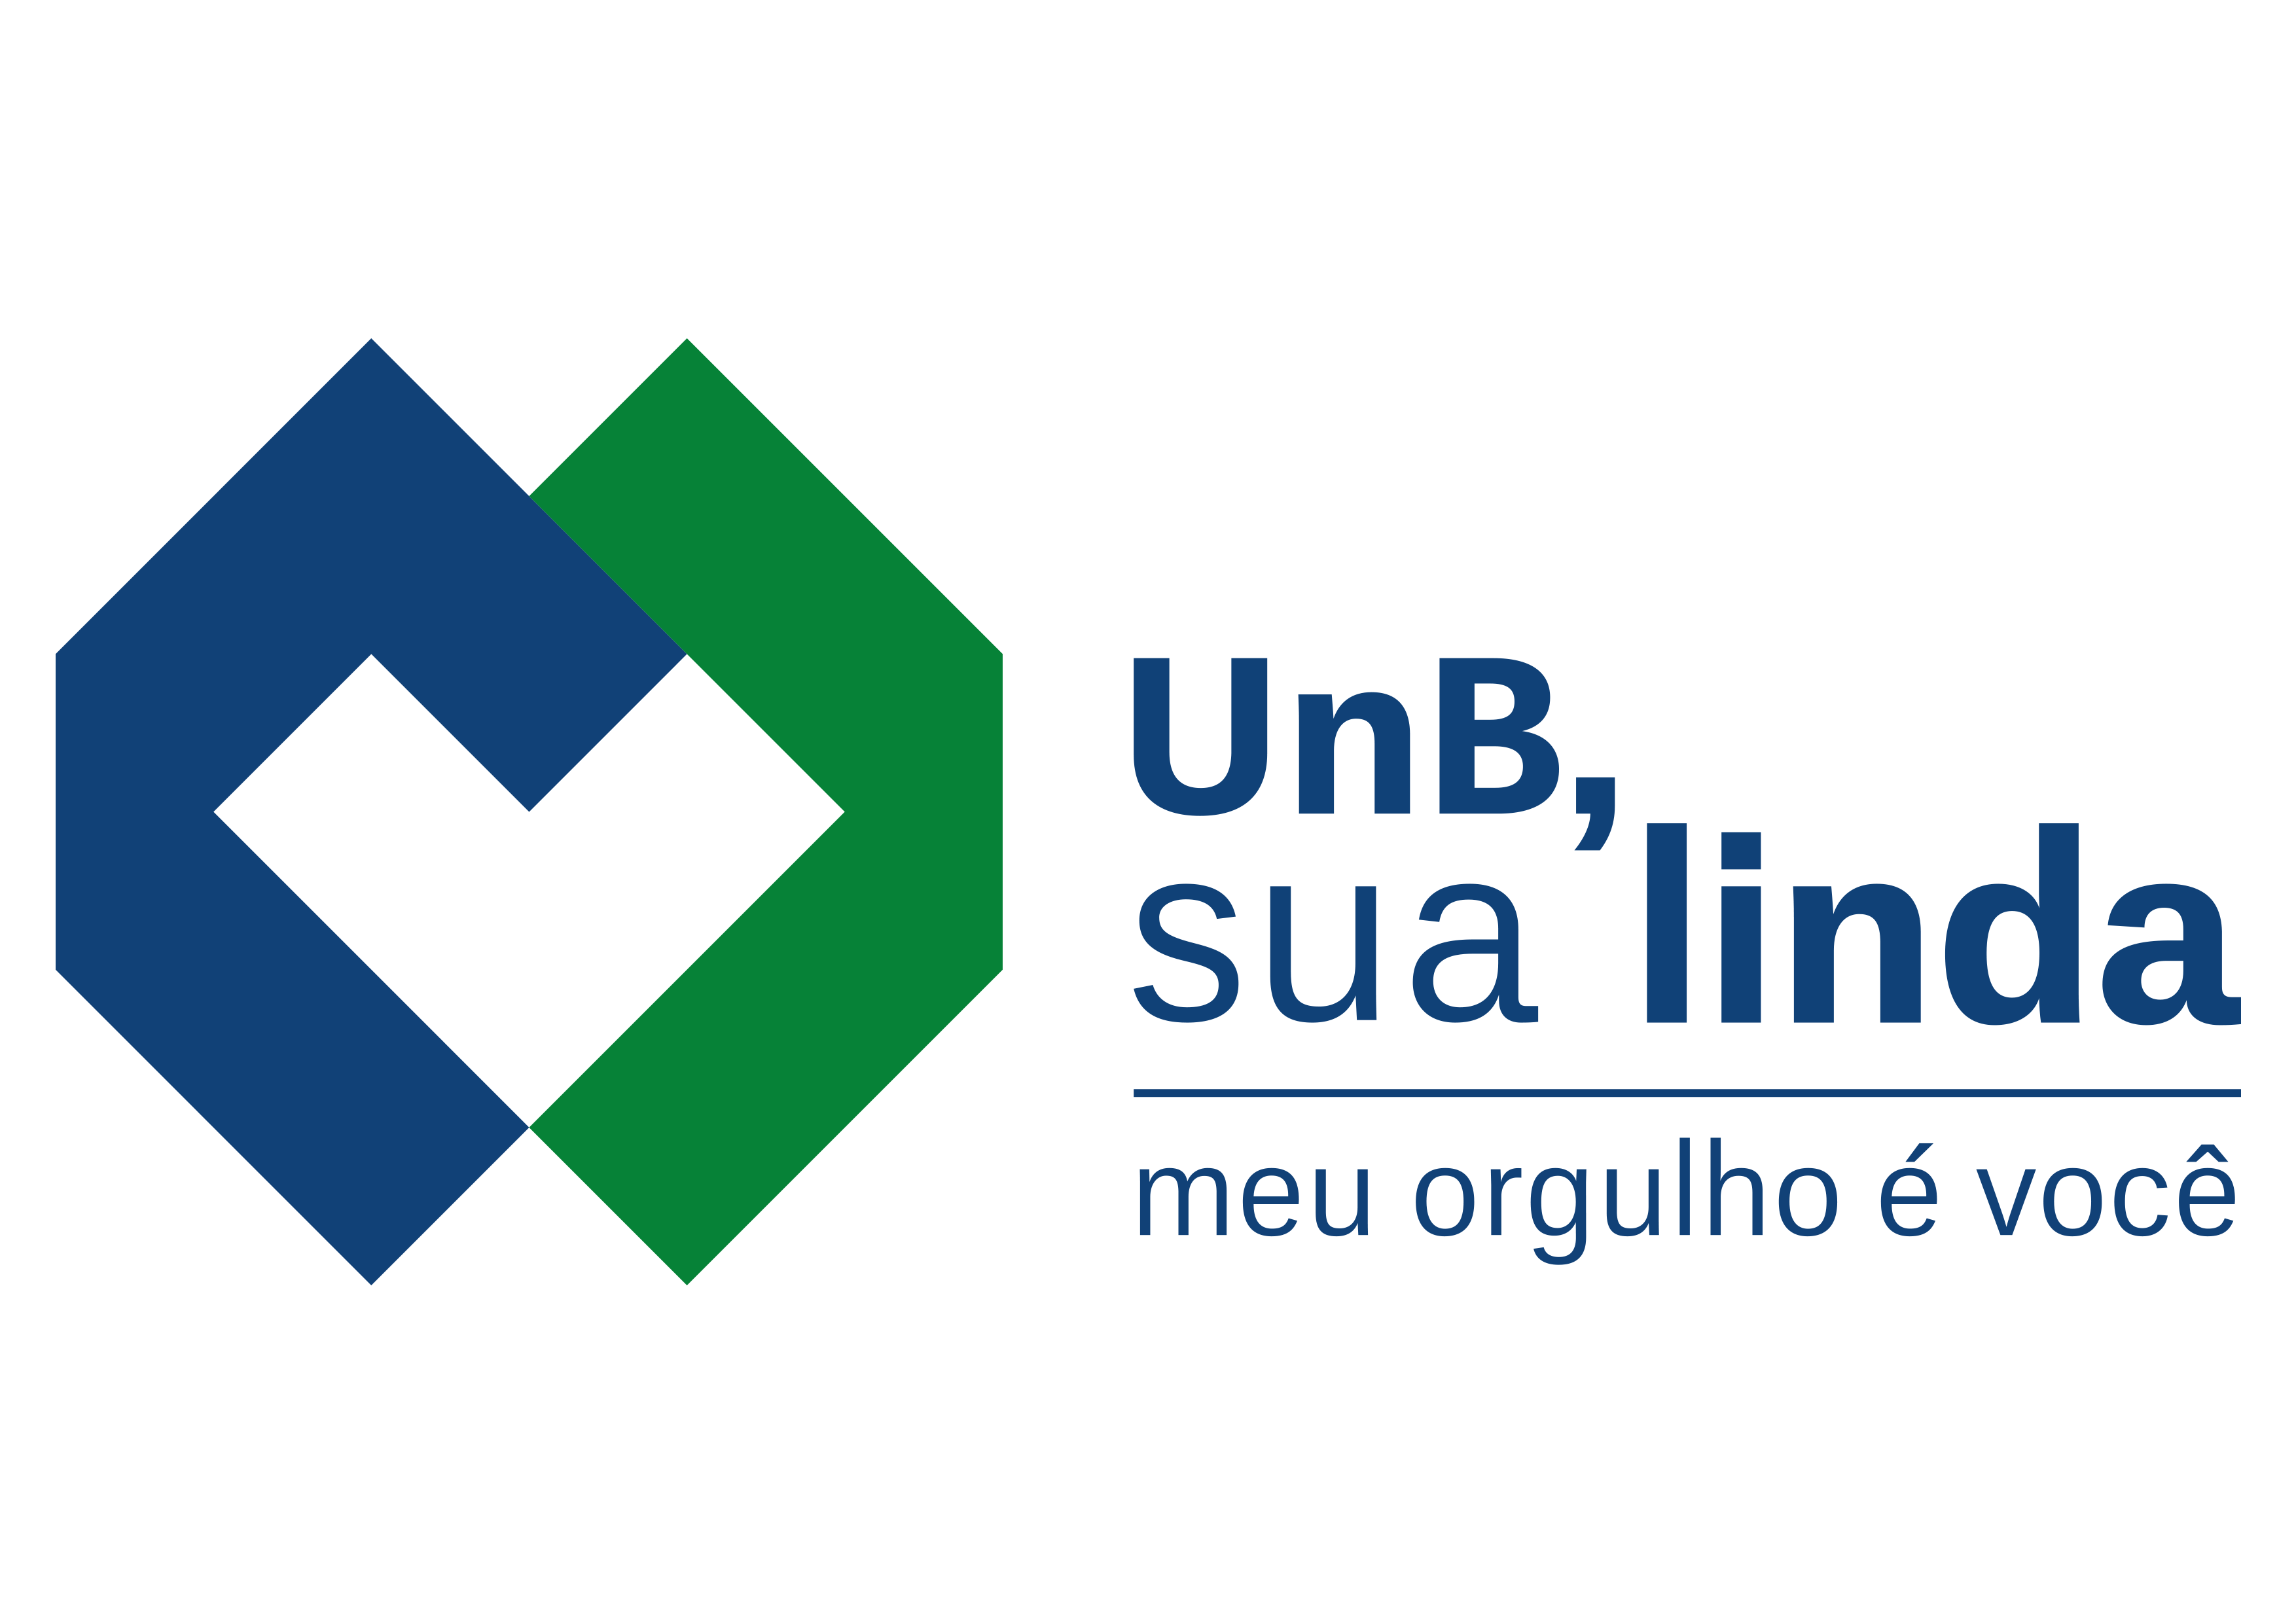 UnB,
sua linda
meu orgulho é você